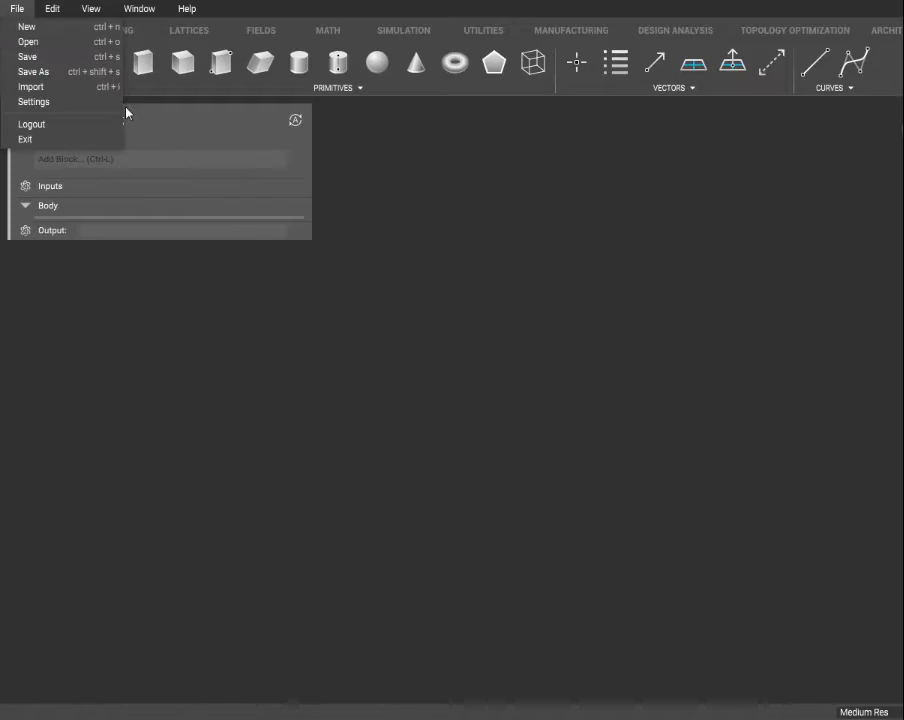 File Edit View Window Help
New ctrl + n
Open ctrl + o
Save ctrl + s
Save As ctrl + shift + s
Import ctrl + i
Settings
Logout
Exit
LATTICES FIELDS MATH SIMULATION UTILITIES MANUFACTURING DESIGN ANALYSIS TOPOLOGY OPTIMIZATION ARCHIT
PRIMITIVES VECTORS CURVES
Add Block... (Ctrl-L)
Inputs
Body
Output:
Medium Res